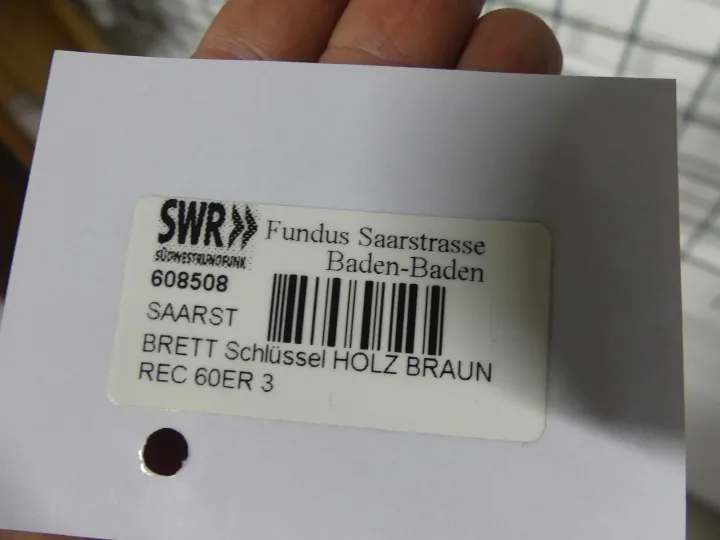 SWR»
SÜDWESTRUNDFUNK
Fundus Saarstrasse
Baden-Baden
608508
SAARST
BRETT Schlüssel HOLZ BRAUN
REC 60ER 3